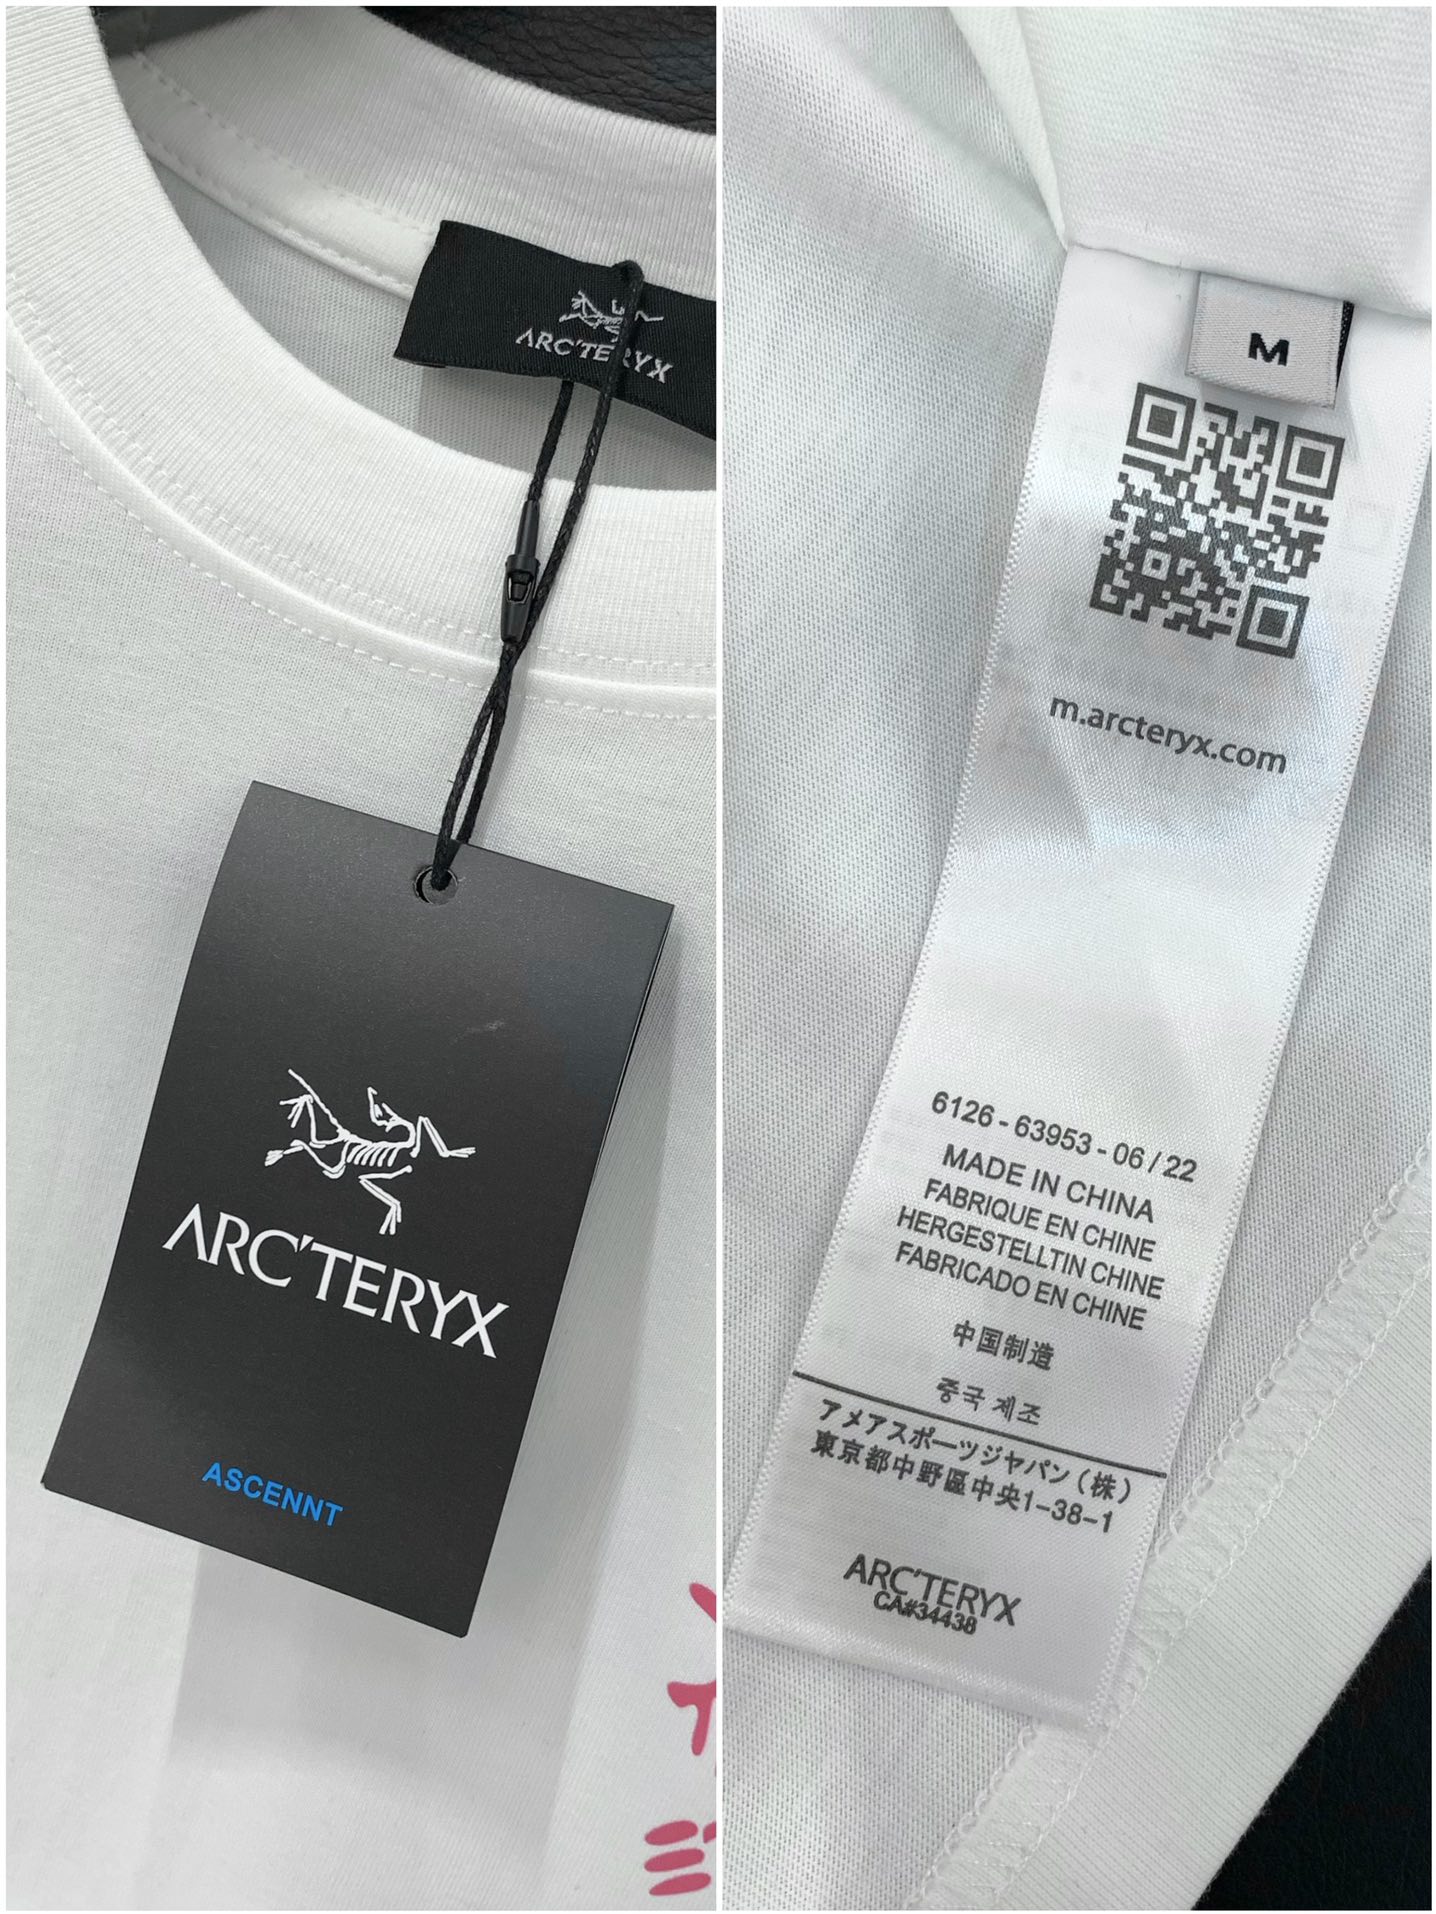 ARC'TERYX
ARC'TERYX
ASCENNT
M
m.arcteryx.com
6126-63953-06/22
MADE IN CHINA
FABRIQUE EN CHINE
HERGESTELLTIN CHINE
FABRICADO EN CHINE
中国制造
중국 제조
アメアスポーツジャパン(株)
東京都中野區中央1-38-1
ARC'TERYX
CA#34438